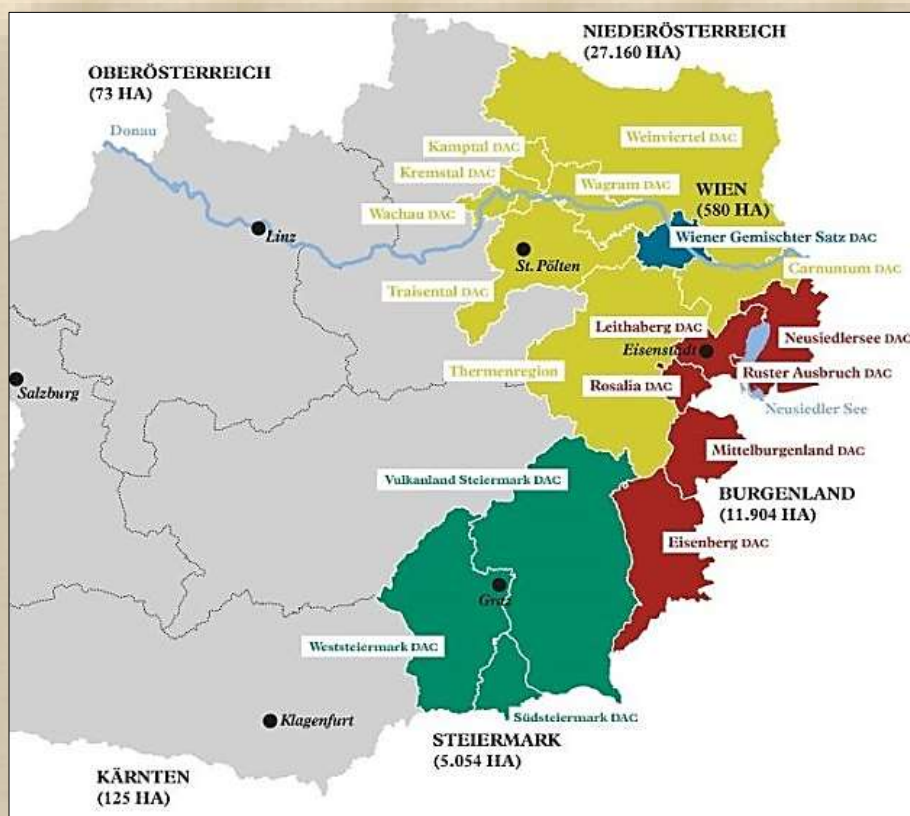 NIEDERÖSTERREICH
(27.160 HA)
OBERÖSTERREICH
(73 HA)
Donau
Weinviertel DAC
Kamptal DAC
Kremstal DAC
Wagram DAC
WIEN
(580 HA)
Wachau DAC
Linz
Wiener Gemischter Satz DAC
St. Pölten
Carnuntum DAC
Traisental DAC
Leithaberg DAC
Neusiedlersee DAC
Eisenstadt
Thermenregion
Ruster Ausbruch DAC
Rosalia DAC
Salzburg
Neusiedler See
Mittelburgenland DAC
Vulkanland Steiermark DAC
BURGENLAND
(11.904 HA)
Eisenberg DAC
Graz
Weststeiermark DAC
Klagenfurt
Südsteiermark DAC
STEIERMARK
(5.054 HA)
KÄRNTEN
(125 HA)